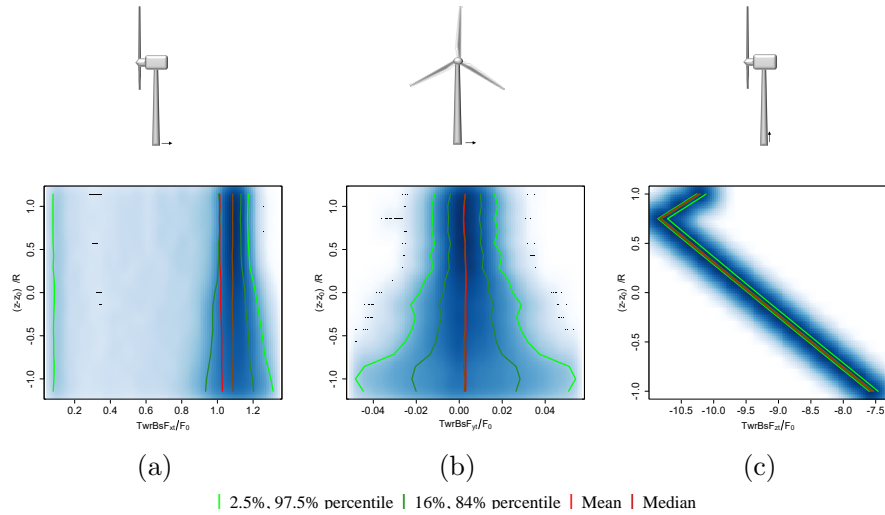 1.0
0.5
0.0
-0.5
-1.0
(z-z₀) /R
0.2 0.4 0.6 0.8 1.0 1.2
TwrBsFₓₜ/F₀
1.0
0.5
0.0
-0.5
-1.0
(z-z₀) /R
-0.04 -0.02 0.00 0.02 0.04
TwrBsF_yt/F₀
1.0
0.5
0.0
-0.5
-1.0
(z-z₀) /R
-10.5 -10.0 -9.5 -9.0 -8.5 -8.0 -7.5
TwrBsF_zt/F₀
(a) (b) (c)
2.5%, 97.5% percentile 16%, 84% percentile Mean Median